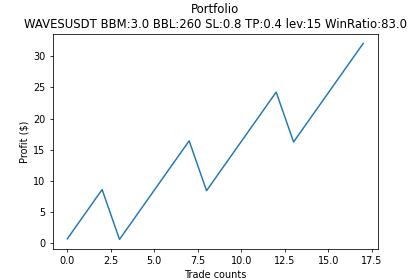 Portfolio
WAVESUSDT BBM:3.0 BBL:260 SL:0.8 TP:0.4 lev:15 WinRatio:83.0
30
25
20
15
10
5
0
Profit ($)
0.0 2.5 5.0 7.5 10.0 12.5 15.0 17.5
Trade counts